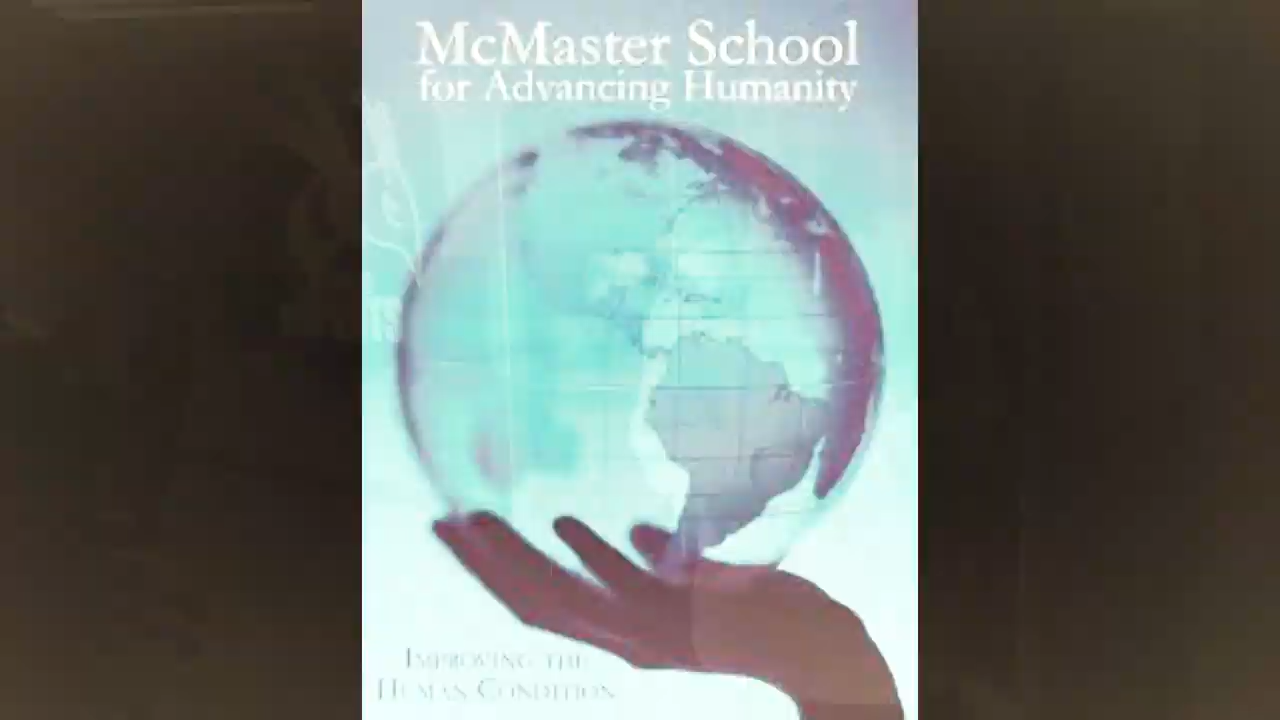 McMaster School
for Advancing Humanity
IMPROVING THE
HUMAN CONDITION